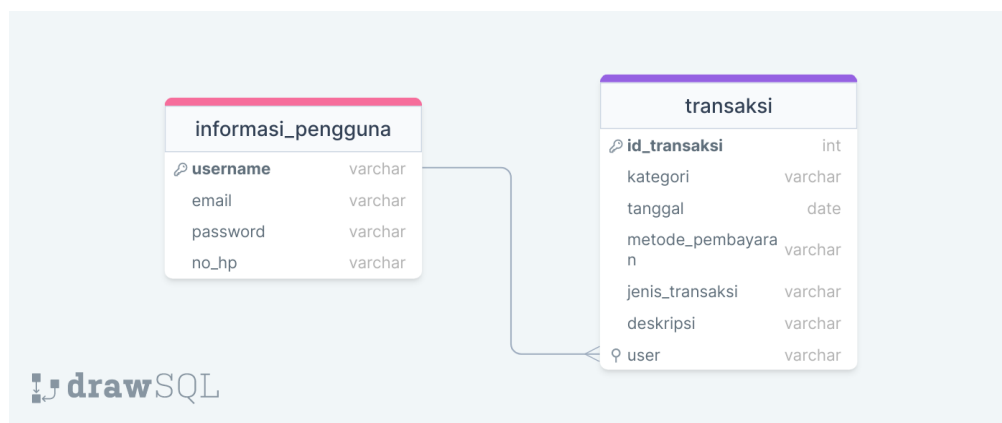 informasi_pengguna
username varchar
email varchar
password varchar
no_hp varchar
transaksi
id_transaksi int
kategori varchar
tanggal date
metode_pembayara varchar
n
jenis_transaksi varchar
deskripsi varchar
user varchar
drawSQL